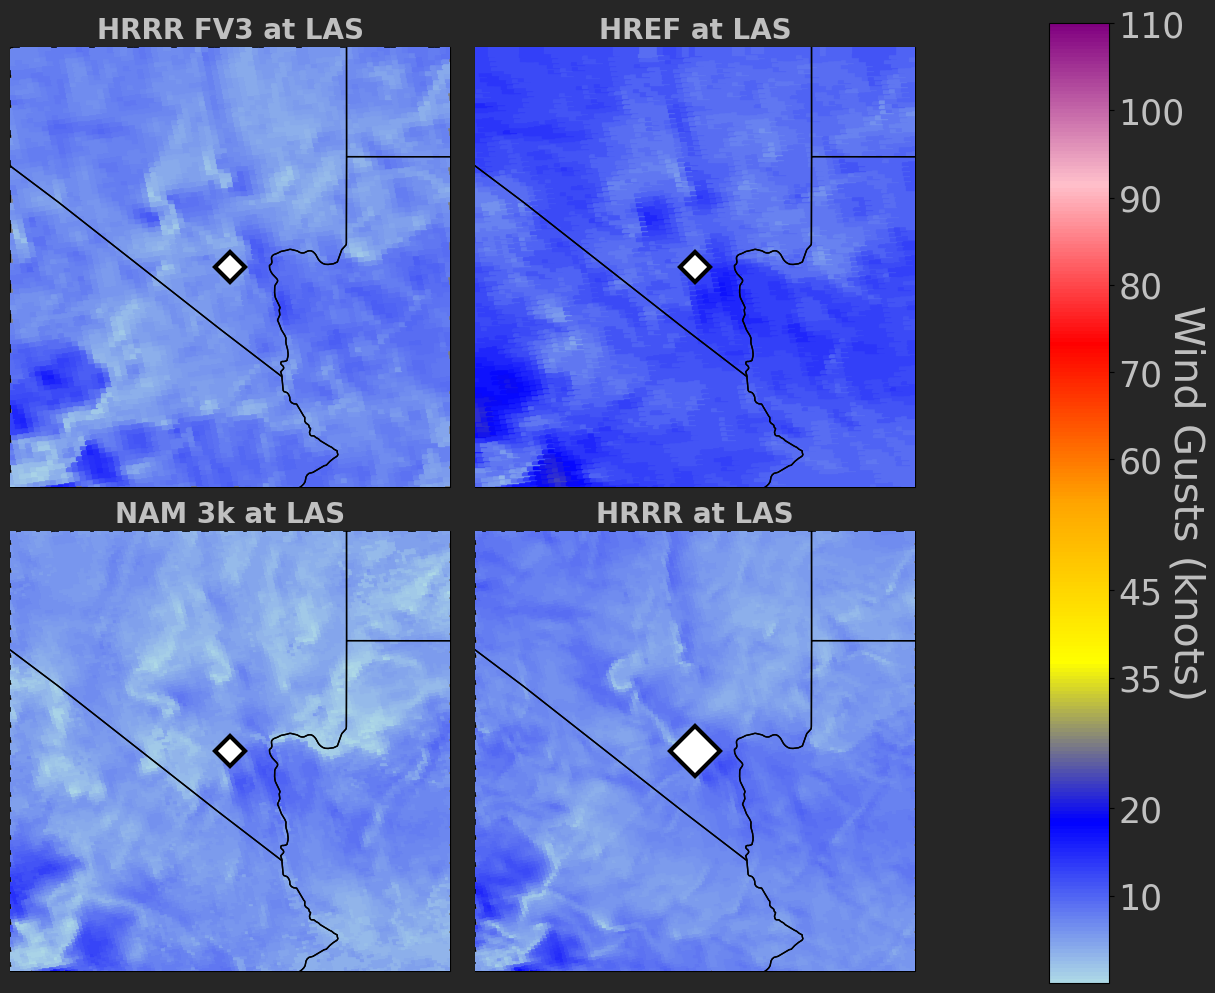 HRRR FV3 at LAS
HREF at LAS
NAM 3k at LAS
HRRR at LAS
110
100
90
80
70
60
45
35
20
10
Wind Gusts (knots)